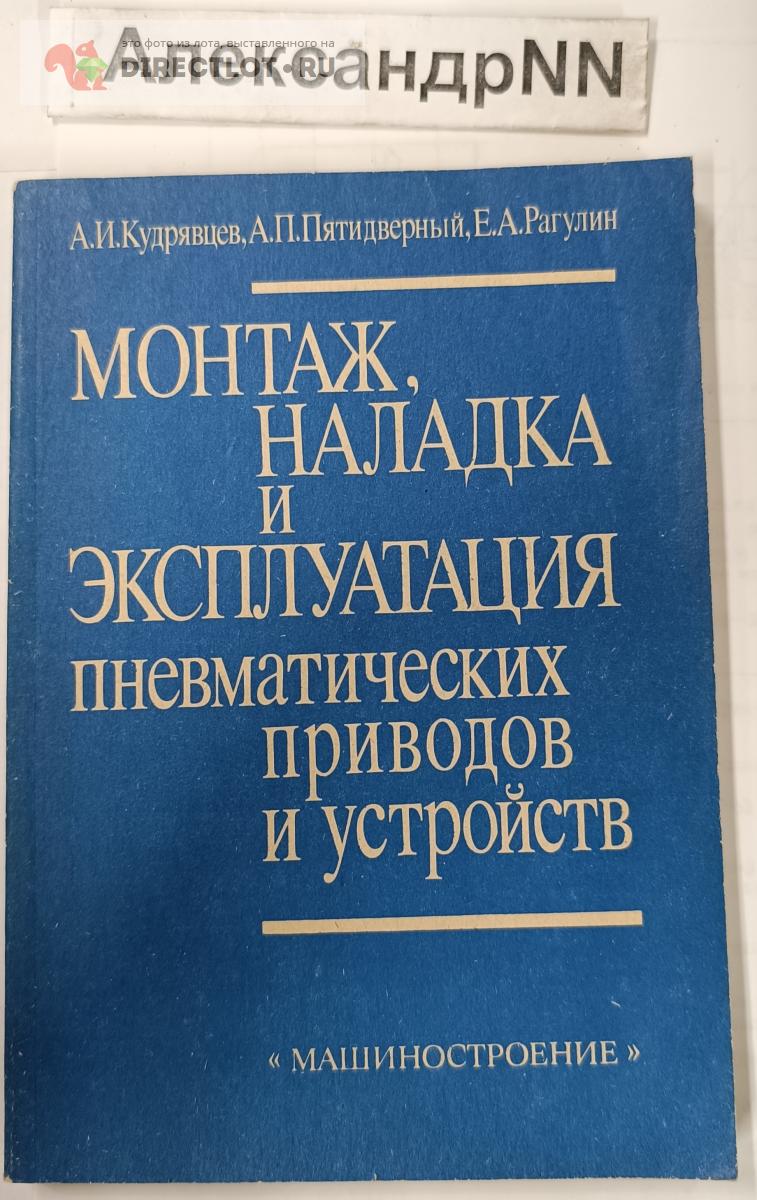 это фото из лота, выставленного на
DIRECTLOT.RU
АлександрNN
А.И.Кудрявцев, А.П.Пятидверный, Е.А.Рагулин
МОНТАЖ,
НАЛАДКА
и
ЭКСПЛУАТАЦИЯ
пневматических
приводов
и устройств
« МАШИНОСТРОЕНИЕ »